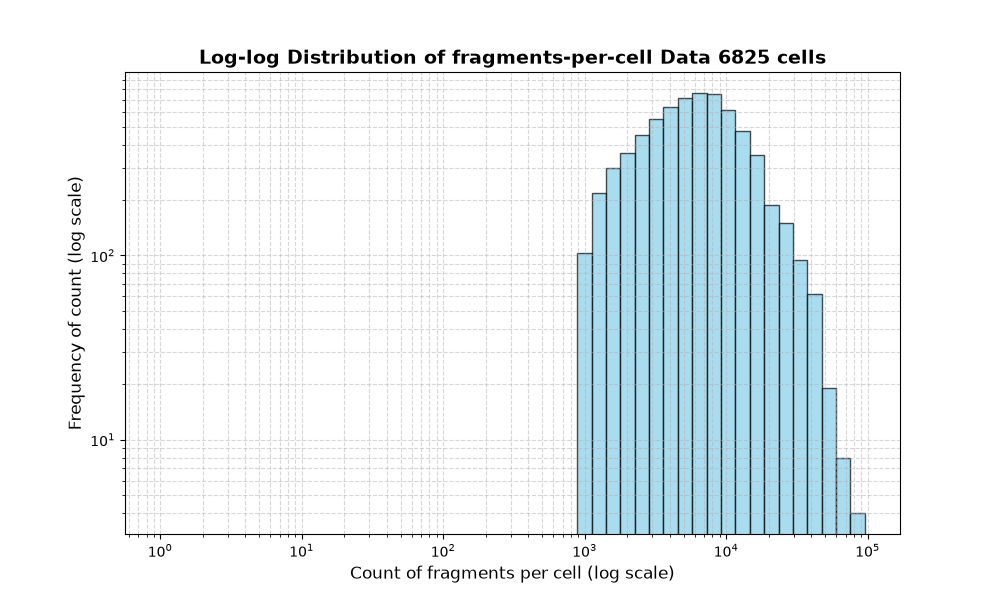 Log-log Distribution of fragments-per-cell Data 6825 cells
Frequency of count (log scale)
10²
10¹
10⁰ 10¹ 10² 10³ 10⁴ 10⁵
Count of fragments per cell (log scale)